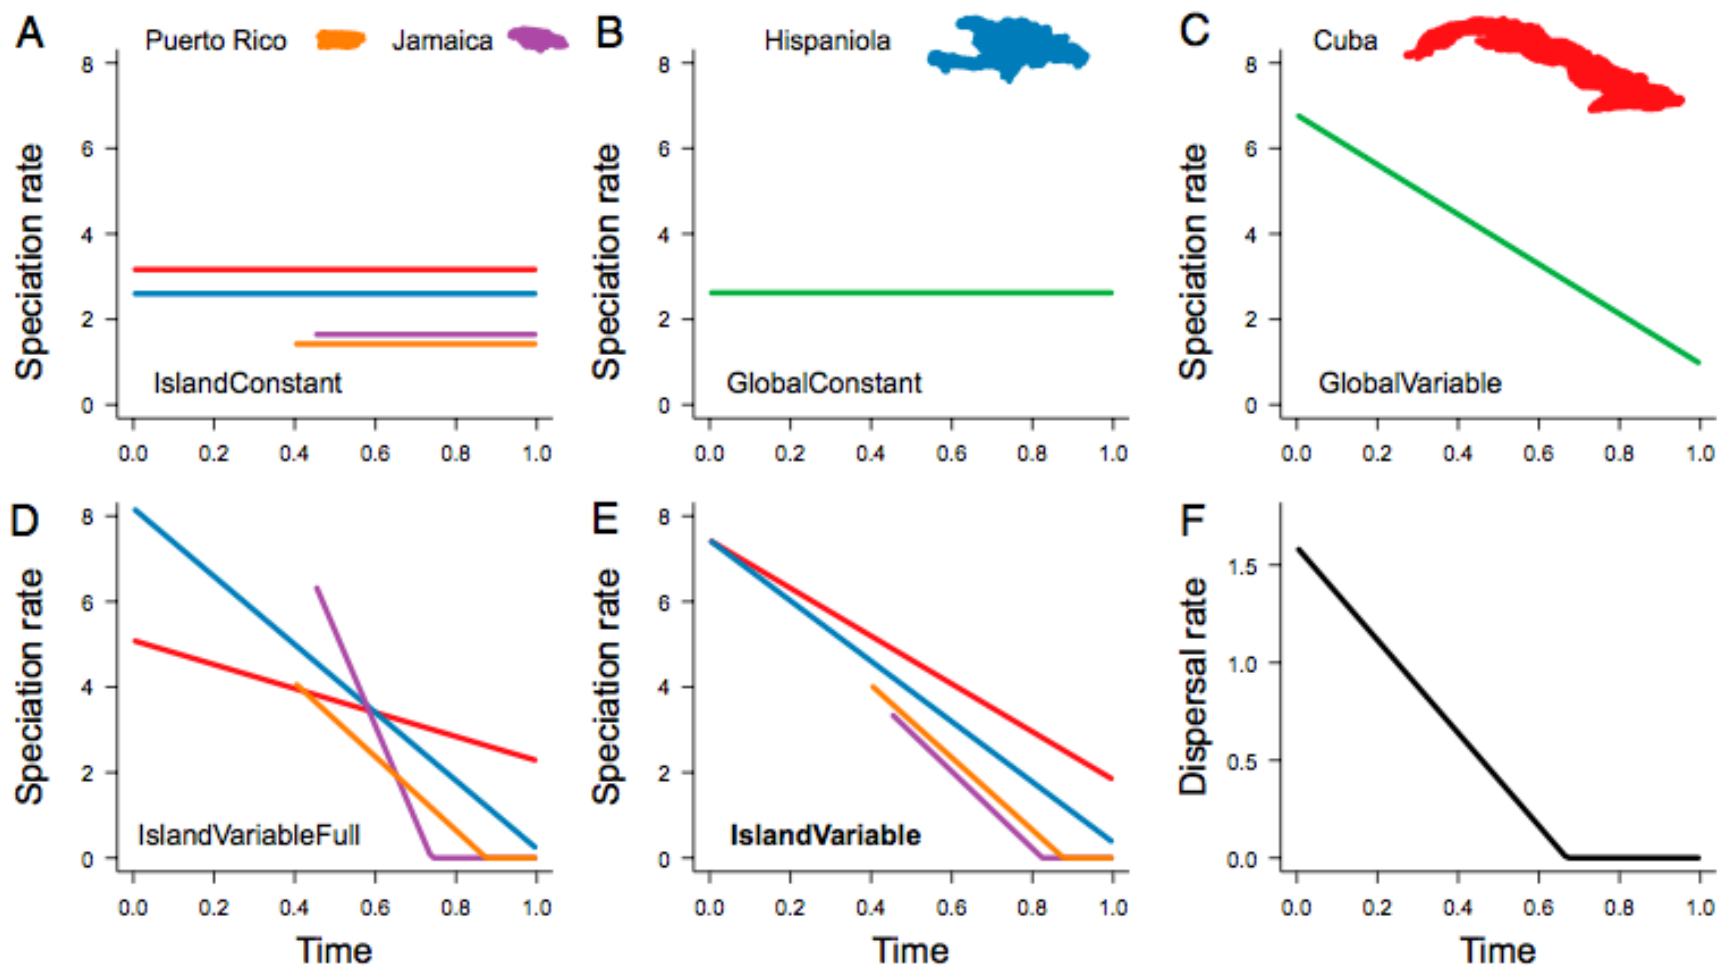 A Puerto Rico Jamaica B Hispaniola C Cuba
8 8 8
6 6 6
4 4 4
2 2 2
0 0 0
Speciation rate Speciation rate Speciation rate
IslandConstant GlobalConstant GlobalVariable
0.0 0.2 0.4 0.6 0.8 1.0 0.0 0.2 0.4 0.6 0.8 1.0 0.0 0.2 0.4 0.6 0.8 1.0
D E F
8 8 1.5
6 6 1.0
4 4 0.5
2 2 0.0
0 0
Speciation rate Speciation rate Dispersal rate
IslandVariableFull IslandVariable
0.0 0.2 0.4 0.6 0.8 1.0 0.0 0.2 0.4 0.6 0.8 1.0 0.0 0.2 0.4 0.6 0.8 1.0
Time Time Time